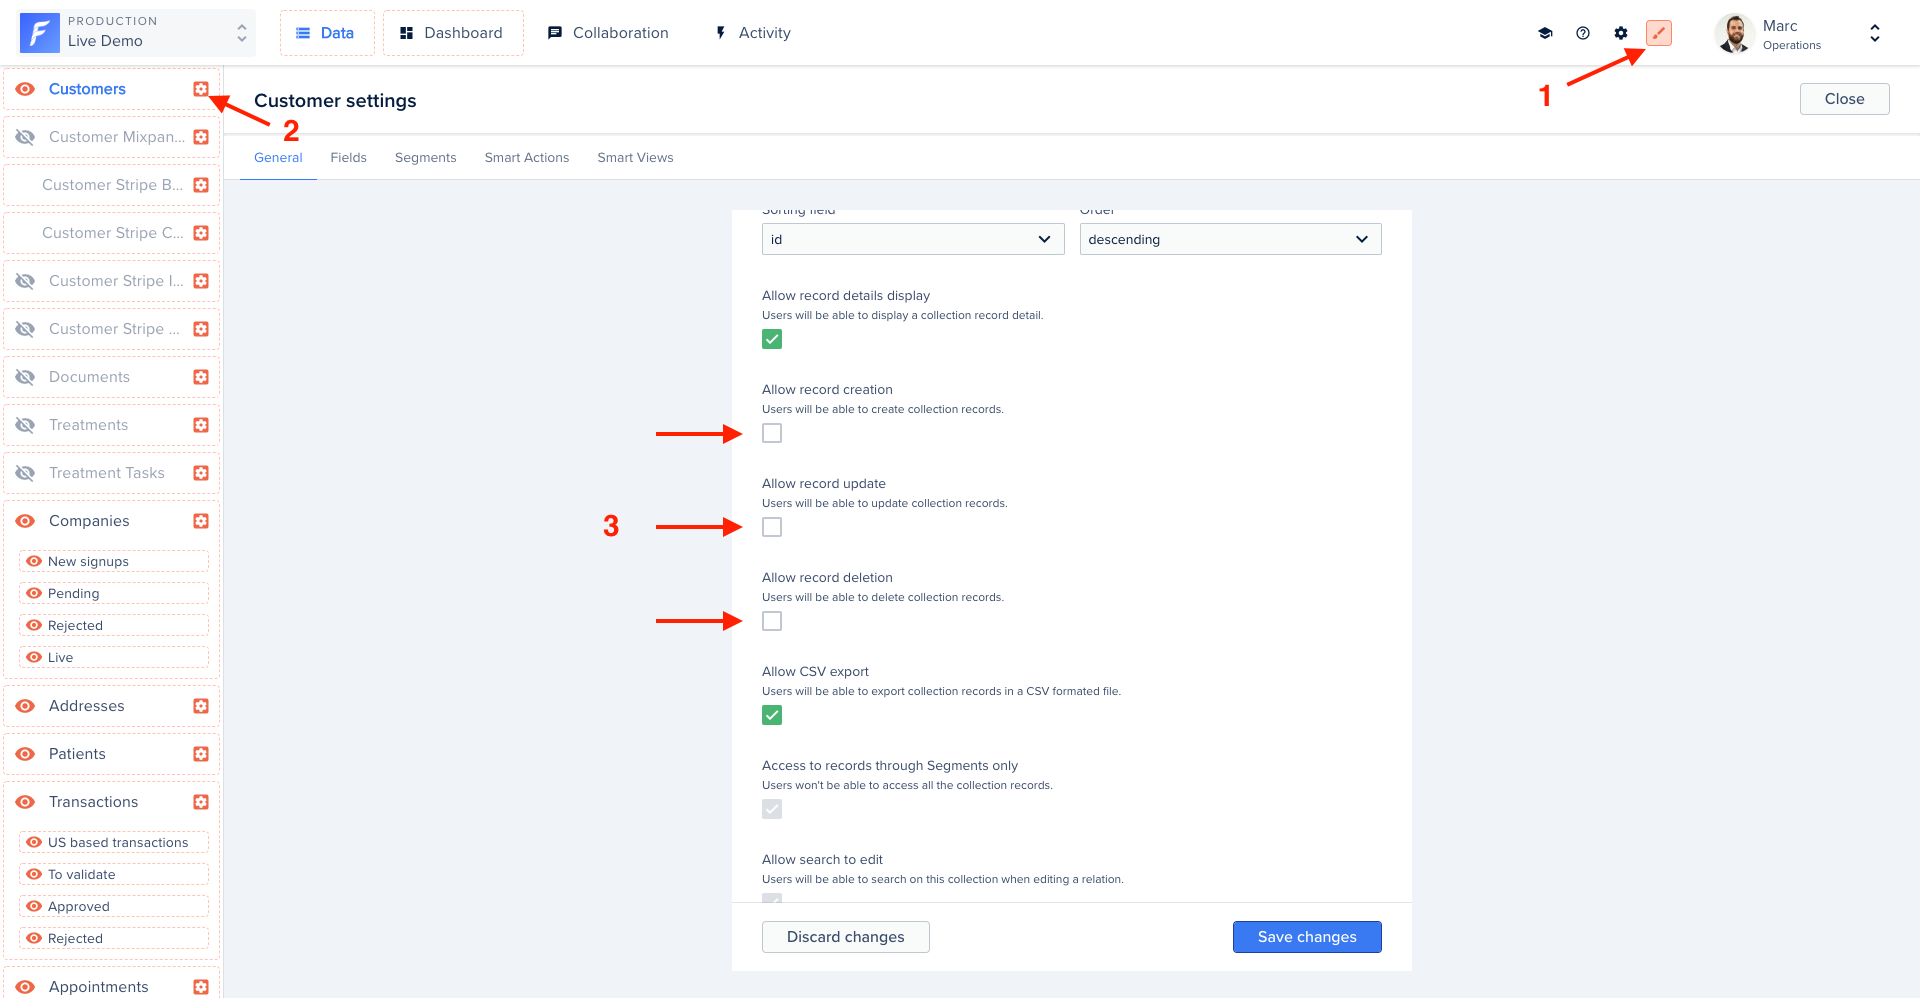 PRODUCTION
Live Demo
Data
Dashboard
Collaboration
Activity
Marc
Operations
1
Customers
2
Customer Mixpan...
Customer Stripe B...
Customer Stripe C...
Customer Stripe I...
Customer Stripe ...
Documents
Treatments
Treatment Tasks
Companies
New signups
Pending
Rejected
Live
Addresses
Patients
Transactions
US based transactions
To validate
Approved
Rejected
Appointments
Customer settings
Close
General
Fields
Segments
Smart Actions
Smart Views
Sorting field
Order
id
descending
Allow record details display
Users will be able to display a collection record detail.
Allow record creation
Users will be able to create collection records.
Allow record update
Users will be able to update collection records.
3
Allow record deletion
Users will be able to delete collection records.
Allow CSV export
Users will be able to export collection records in a CSV formated file.
Access to records through Segments only
Users won't be able to access all the collection records.
Allow search to edit
Users will be able to search on this collection when editing a relation.
Discard changes
Save changes